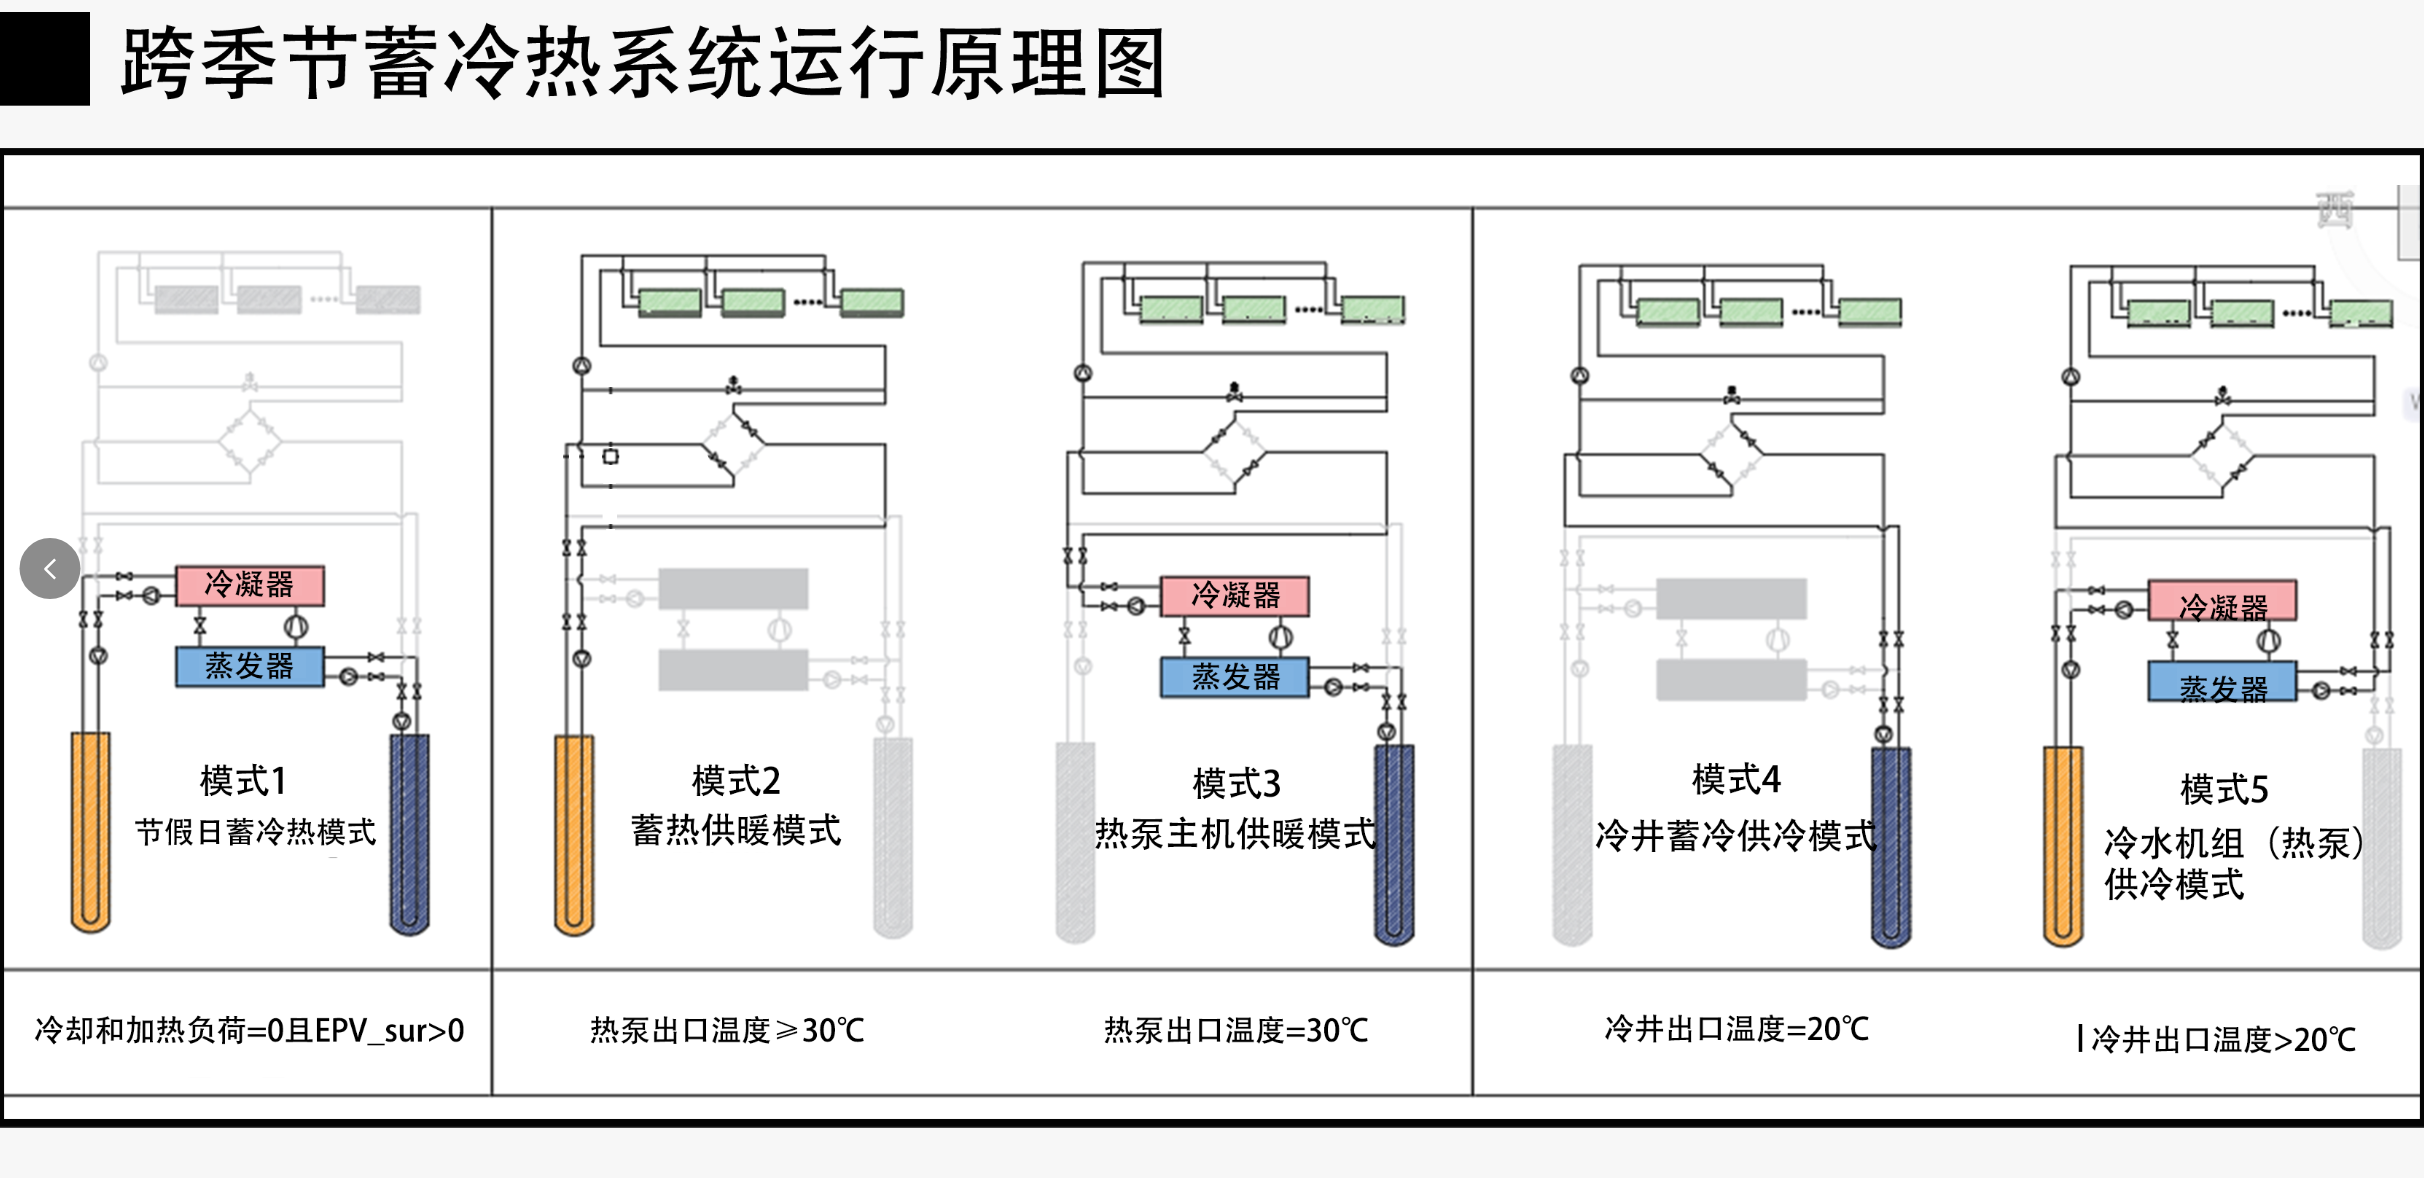 跨季节蓄冷热系统运行原理图
西
冷凝器
蒸发器
模式1
节假日蓄冷热模式
冷却和加热负荷=0且EPV_sur>0
模式2
蓄热供暖模式
热泵出口温度≥30℃
冷凝器
蒸发器
模式3
热泵主机供暖模式
热泵出口温度=30℃
模式4
冷井蓄冷供冷模式
冷井出口温度=20℃
冷凝器
蒸发器
模式5
冷水机组（热泵）
供冷模式
冷井出口温度>20℃